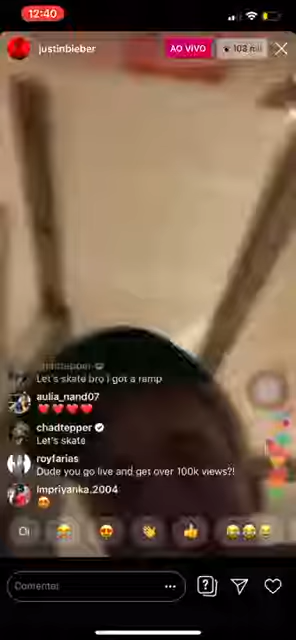 12:40
justinbieber
AO VIVO
103 mil
Let's skate bro i got a ramp
aulia_nand07
chadtepper
Let's skate
royfarias
Dude you go live and get over 100k views?!
impriyanka.2004
Comentar